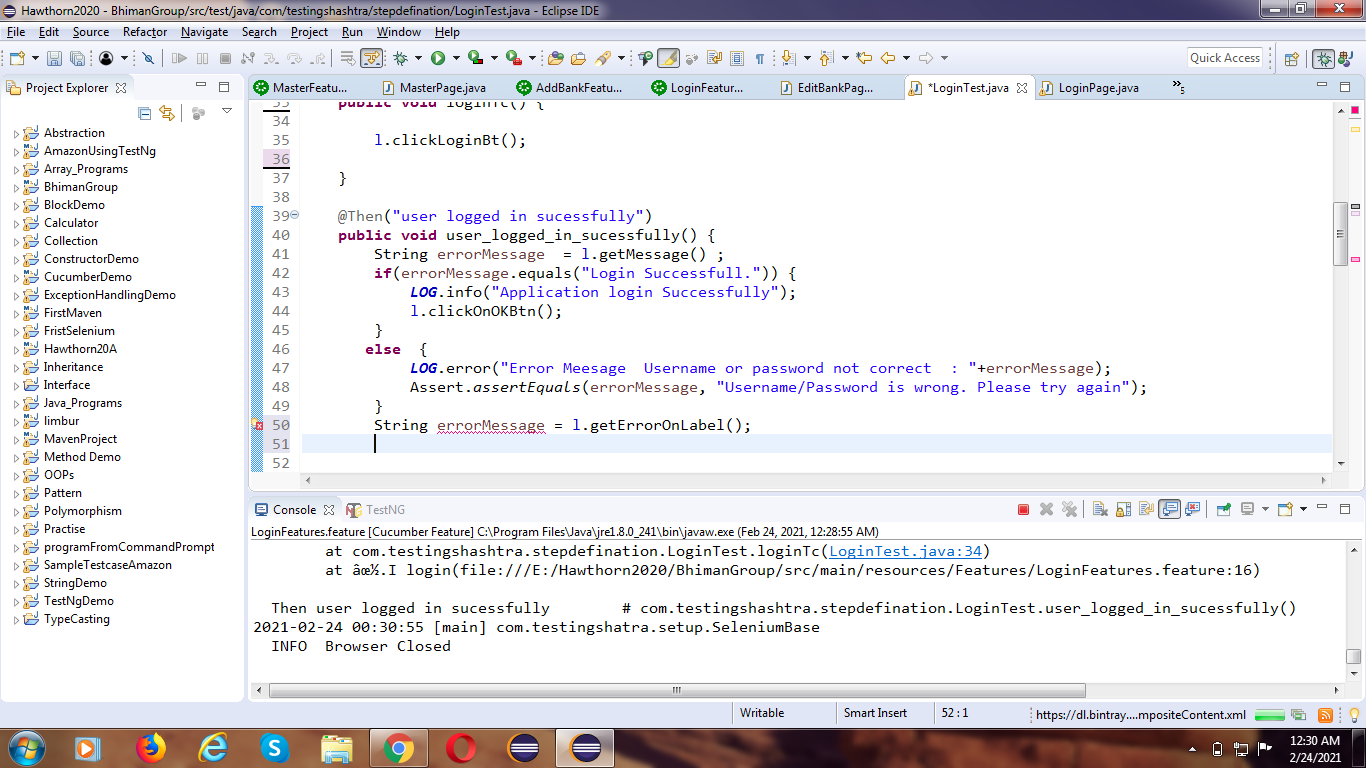 Hawthorn2020 - BhimanGroup/src/test/java/com/testingshashtra/stepdefination/LoginTest.java - Eclipse IDE
File Edit Source Refactor Navigate Search Project Run Window Help
Quick Access
Project Explorer
MasterFeatu...
MasterPage.java
AddBankFeatu...
LoginFeatur...
EditBankPag...
*LoginTest.java
LoginPage.java
»5
Abstraction
AmazonUsingTestNg
Array_Programs
BhimanGroup
BlockDemo
Calculator
Collection
ConstructorDemo
CucumberDemo
ExceptionHandlingDemo
FirstMaven
FristSelenium
Hawthorn20A
Inheritance
Interface
Java_Programs
limbur
MavenProject
Method Demo
OOPs
Pattern
Polymorphism
Practise
programFromCommandPrompt
SampleTestcaseAmazon
StringDemo
TestNgDemo
TypeCasting
33 public void loginTc() {
34
35 l.clickLoginBt();
36
37 }
38
39 @Then("user logged in sucessfully")
40 public void user_logged_in_sucessfully() {
41 String errorMessage  = l.getMessage() ;
42 if(errorMessage.equals("Login Successfull.")) {
43 LOG.info("Application login Successfully");
44 l.clickOnOKBtn();
45 }
46 else  {
47 LOG.error("Error Meesage  Username or password not correct  : "+errorMessage);
48 Assert.assertEquals(errorMessage, "Username/Password is wrong. Please try again");
49 }
50 String errorMessage = l.getErrorOnLabel();
51
52
Console TestNG
LoginFeatures.feature [Cucumber Feature] C:\Program Files\Java\jre1.8.0_241\bin\javaw.exe (Feb 24, 2021, 12:28:55 AM)
at com.testingshashtra.stepdefination.LoginTest.loginTc(LoginTest.java:34)
at âœ½.I login(file:///E:/Hawthorn2020/BhimanGroup/src/main/resources/Features/LoginFeatures.feature:16)
Then user logged in sucessfully # com.testingshashtra.stepdefination.LoginTest.user_logged_in_sucessfully()
2021-02-24 00:30:55 [main] com.testingshatra.setup.SeleniumBase
INFO  Browser Closed
Writable
Smart Insert
52 : 1
https://dl.bintray....mpositeContent.xml
12:30 AM
2/24/2021